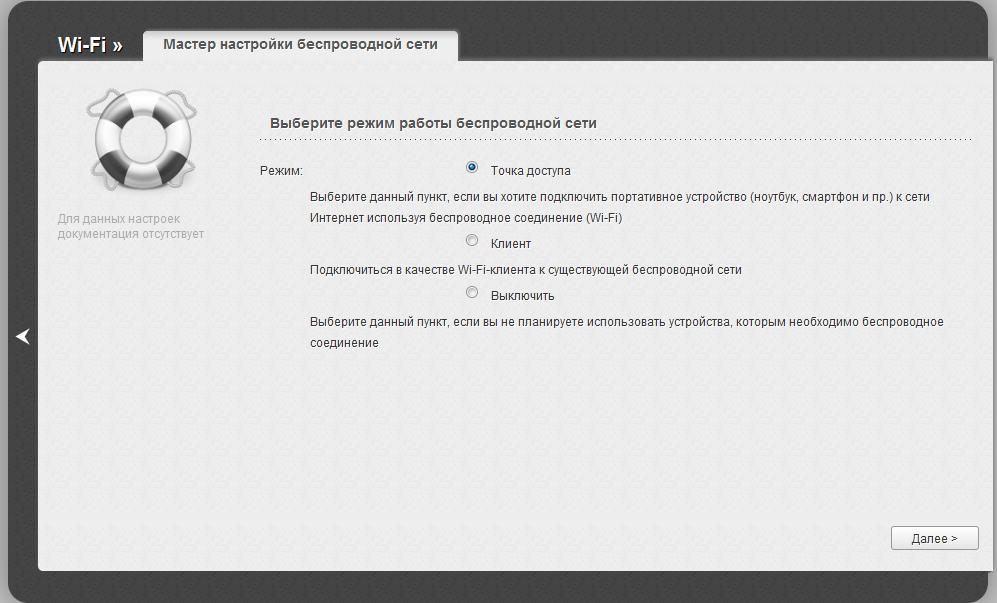 Wi-Fi »
Мастер настройки беспроводной сети
Выберите режим работы беспроводной сети
Режим:
Точка доступа
Выберите данный пункт, если вы хотите подключить портативное устройство (ноутбук, смартфон и пр.) к сети
Интернет используя беспроводное соединение (Wi-Fi)
Клиент
Подключиться в качестве Wi-Fi-клиента к существующей беспроводной сети
Выключить
Выберите данный пункт, если вы не планируете использовать устройства, которым необходимо беспроводное
соединение
Для данных настроек
документация отсутствует
Далее >